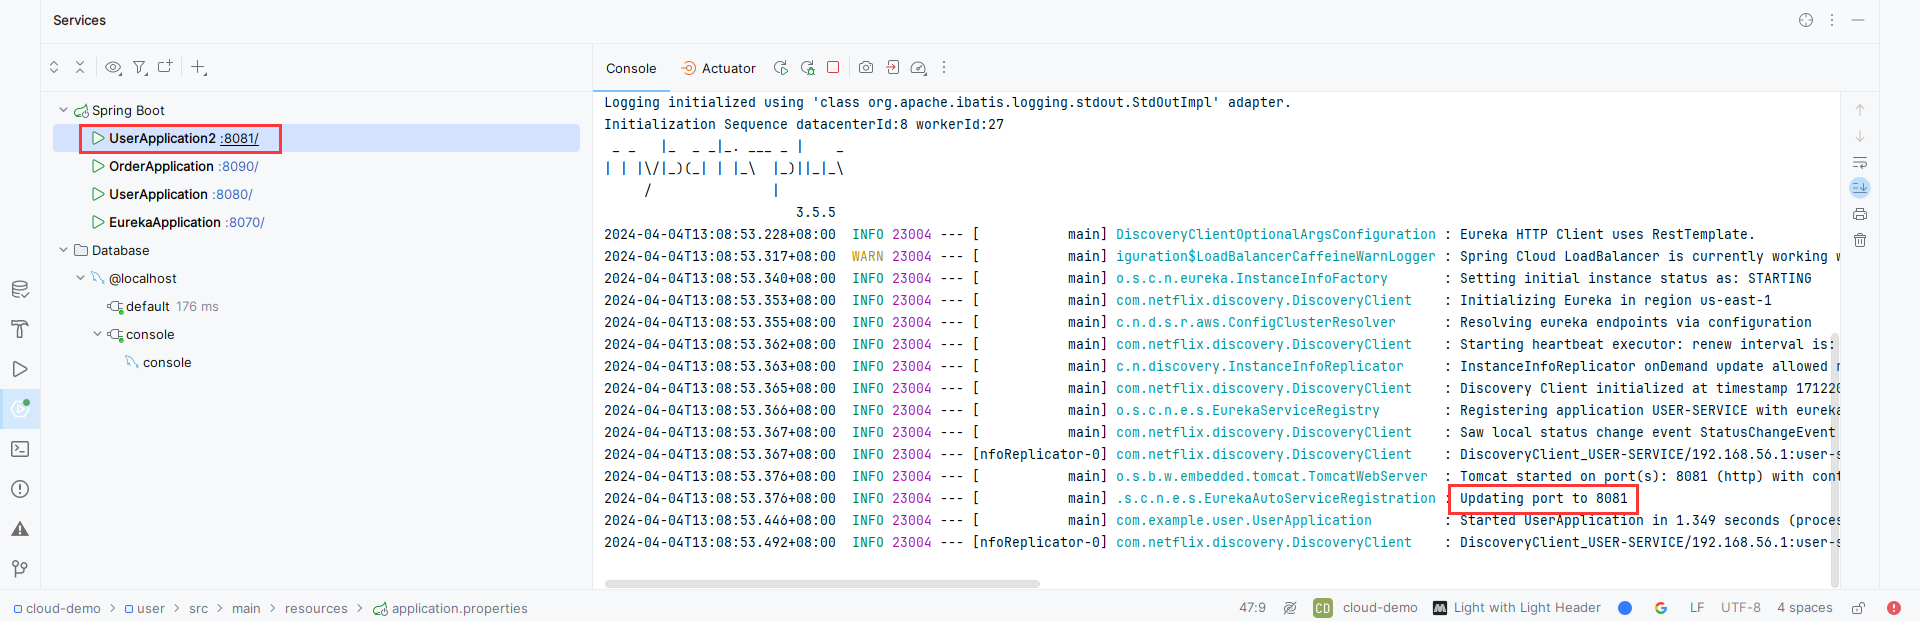 Services
Console
Actuator
Spring Boot
UserApplication2 :8081/
OrderApplication :8090/
UserApplication :8080/
EurekaApplication :8070/
Database
@localhost
default 176 ms
console
console
Logging initialized using 'class org.apache.ibatis.logging.stdout.StdOutImpl' adapter.
Initialization Sequence datacenterId:8 workerId:27
 _ _   |_  _ _|_. ___ _ |    _
| | |\/|_)(_| | |_\  |_)||_|_\
     /               |
3.5.5
2024-04-04T13:08:53.228+08:00  INFO 23004 --- [           main] DiscoveryClientOptionalArgsConfiguration : Eureka HTTP Client uses RestTemplate.
2024-04-04T13:08:53.317+08:00  WARN 23004 --- [           main] iguration$LoadBalancerCaffeineWarnLogger : Spring Cloud LoadBalancer is currently working
2024-04-04T13:08:53.340+08:00  INFO 23004 --- [           main] o.s.c.n.eureka.InstanceInfoFactory       : Setting initial instance status as: STARTING
2024-04-04T13:08:53.353+08:00  INFO 23004 --- [           main] com.netflix.discovery.DiscoveryClient    : Initializing Eureka in region us-east-1
2024-04-04T13:08:53.355+08:00  INFO 23004 --- [           main] c.n.d.s.r.aws.ConfigClusterResolver      : Resolving eureka endpoints via configuration
2024-04-04T13:08:53.362+08:00  INFO 23004 --- [           main] com.netflix.discovery.DiscoveryClient    : Starting heartbeat executor: renew interval is:
2024-04-04T13:08:53.363+08:00  INFO 23004 --- [           main] c.n.discovery.InstanceInfoReplicator     : InstanceInfoReplicator onDemand update allowed
2024-04-04T13:08:53.365+08:00  INFO 23004 --- [           main] com.netflix.discovery.DiscoveryClient    : Discovery Client initialized at timestamp 171220
2024-04-04T13:08:53.366+08:00  INFO 23004 --- [           main] o.s.c.n.e.s.EurekaServiceRegistry        : Registering application USER-SERVICE with eureka
2024-04-04T13:08:53.367+08:00  INFO 23004 --- [           main] com.netflix.discovery.DiscoveryClient    : Saw local status change event StatusChangeEvent
2024-04-04T13:08:53.367+08:00  INFO 23004 --- [nfoReplicator-0] com.netflix.discovery.DiscoveryClient    : DiscoveryClient_USER-SERVICE/192.168.56.1:user-s
2024-04-04T13:08:53.376+08:00  INFO 23004 --- [           main] o.s.b.w.embedded.tomcat.TomcatWebServer  : Tomcat started on port(s): 8081 (http) with cont
2024-04-04T13:08:53.376+08:00  INFO 23004 --- [           main] .s.c.n.e.s.EurekaAutoServiceRegistration : Updating port to 8081
2024-04-04T13:08:53.446+08:00  INFO 23004 --- [           main] com.example.user.UserApplication         : Started UserApplication in 1.349 seconds (proces
2024-04-04T13:08:53.492+08:00  INFO 23004 --- [nfoReplicator-0] com.netflix.discovery.DiscoveryClient    : DiscoveryClient_USER-SERVICE/192.168.56.1:user-s
cloud-demo > user > src > main > resources > application.properties
47:9
CD cloud-demo
Light with Light Header
LF
UTF-8
4 spaces